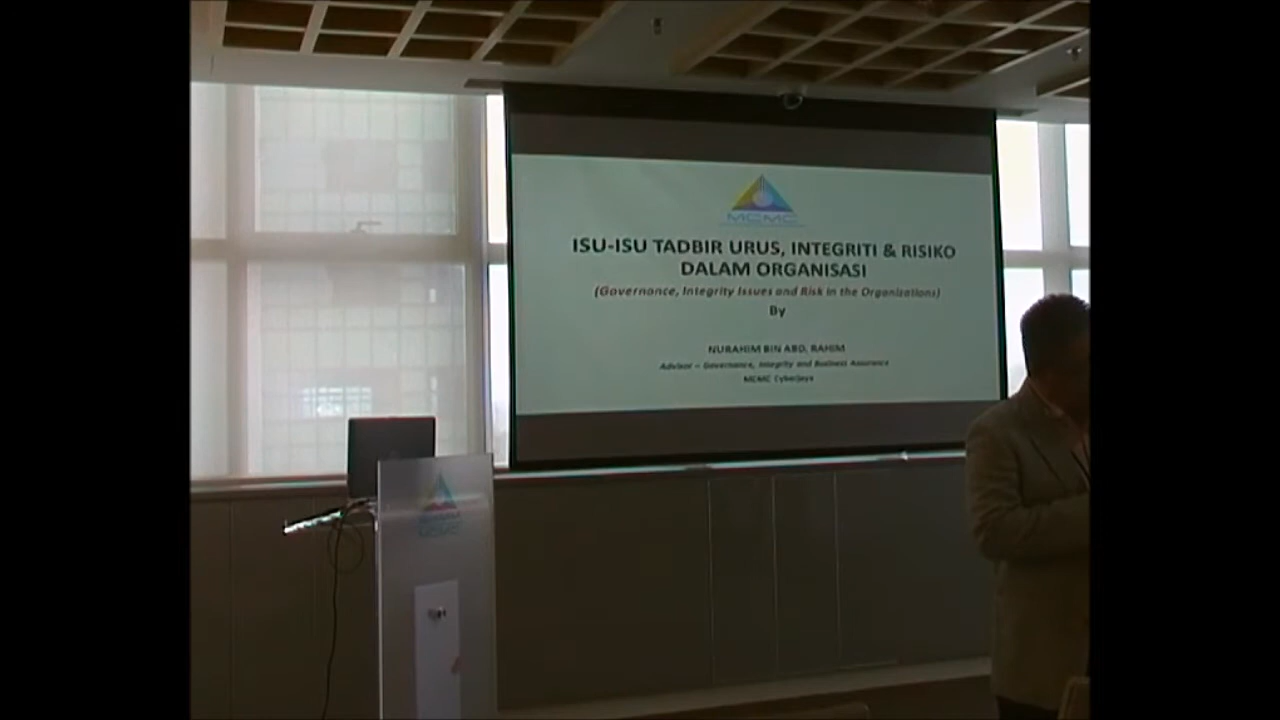 MCMC
ISU-ISU TADBIR URUS, INTEGRITI & RISIKO
DALAM ORGANISASI
(Governance, Integrity Issues and Risk in the Organizations)
By
NURAHIM BIN ABD. RAHIM
Advisor – Governance, Integrity and Business Assurance
MCMC Cyberjaya